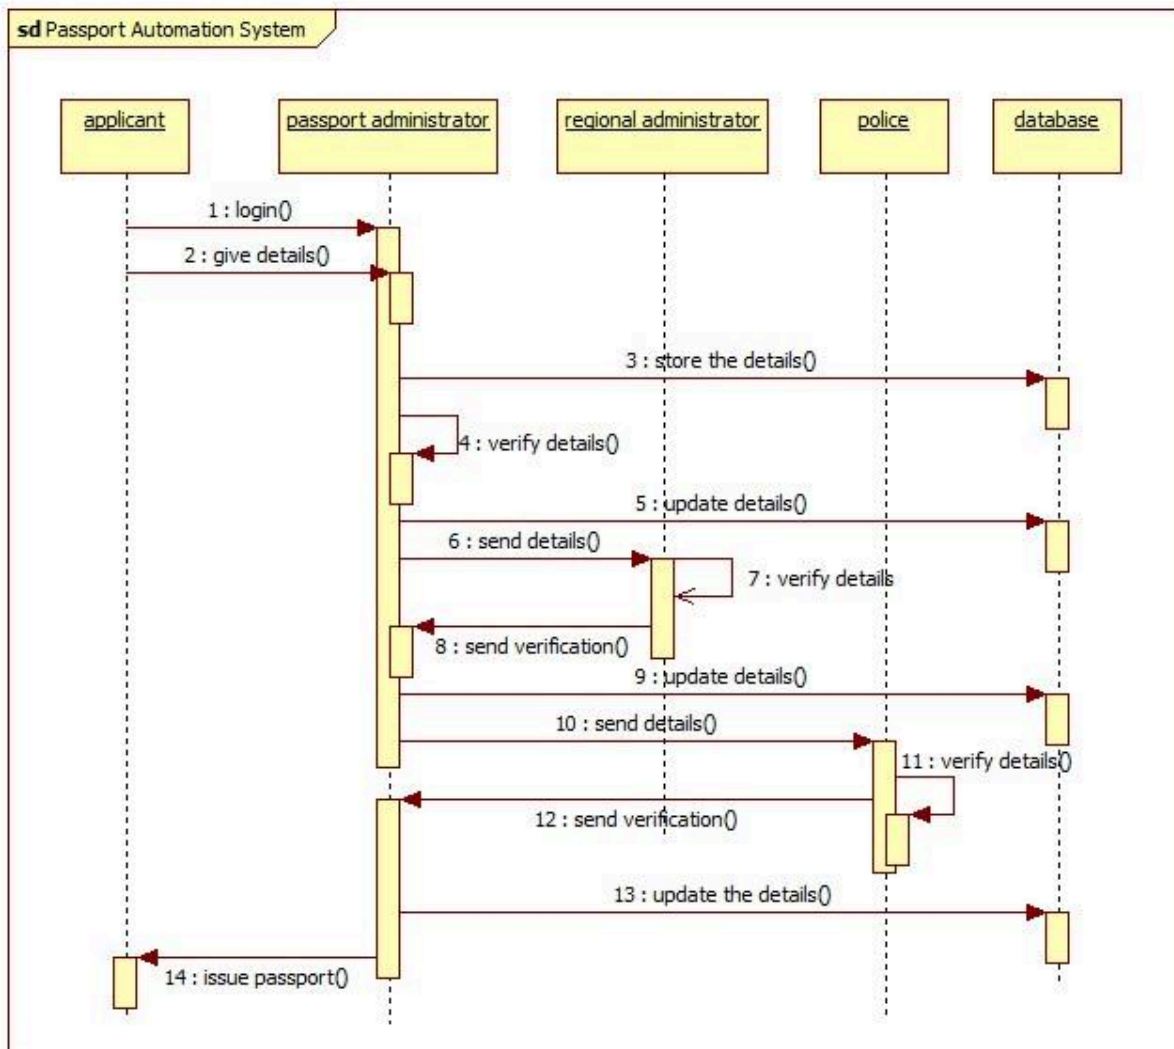 sd Passport Automation System
applicant
passport administrator
regional administrator
police
database
1 : login()
2 : give details()
3 : store the details()
4 : verify details()
5 : update details()
6 : send details()
7 : verify details
8 : send verification()
9 : update details()
10 : send details()
11 : verify details()
12 : send verification()
13 : update the details()
14 : issue passport()